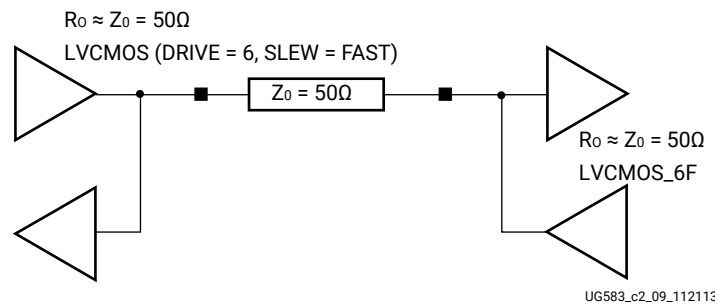 R₀ ≈ Z₀ = 50Ω
LVCMOS (DRIVE = 6, SLEW = FAST)
Z₀ = 50Ω
R₀ ≈ Z₀ = 50Ω
LVCMOS_6F
UG583_c2_09_112113